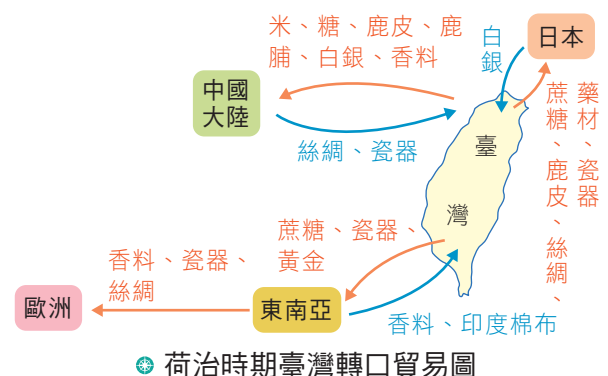 米、糖、鹿皮、鹿
脯、白銀、香料
白銀
日本
中國
大陸
絲綢、瓷器
藥材、瓷器
蔗糖、鹿皮、絲綢、
臺灣
蔗糖、瓷器、
黃金
香料、瓷器、
絲綢
歐洲
東南亞
香料、印度棉布
荷治時期臺灣轉口貿易圖